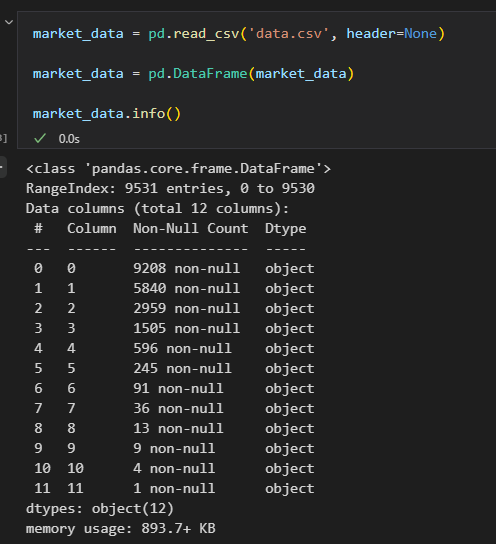 market_data = pd.read_csv('data.csv', header=None)
market_data = pd.DataFrame(market_data)
market_data.info()
3]
0.0s
<class 'pandas.core.frame.DataFrame'>
RangeIndex: 9531 entries, 0 to 9530
Data columns (total 12 columns):
 #   Column  Non-Null Count  Dtype
---  ------  --------------  -----
 0   0       9208 non-null   object
 1   1       5840 non-null   object
 2   2       2959 non-null   object
 3   3       1505 non-null   object
 4   4       596 non-null    object
 5   5       245 non-null    object
 6   6       91 non-null     object
 7   7       36 non-null     object
 8   8       13 non-null     object
 9   9       9 non-null      object
 10  10      4 non-null      object
 11  11      1 non-null      object
dtypes: object(12)
memory usage: 893.7+ KB